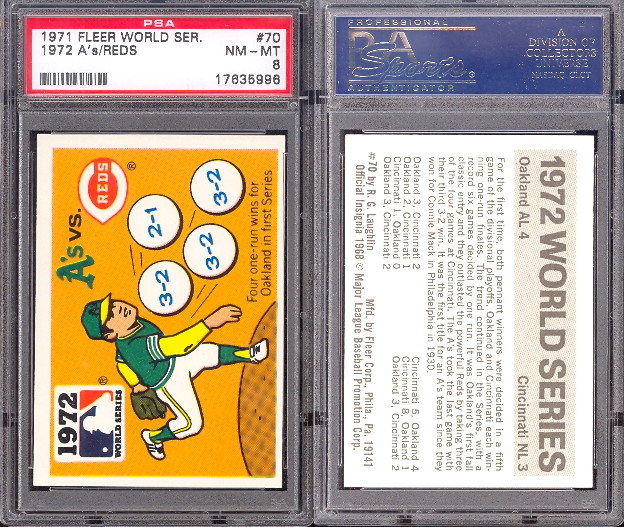 PSA
1971 FLEER WORLD SER. #70
1972 A's/REDS NM-MT
8
17635996
A's vs. REDS ®
2-1
3-2
3-2
3-2
Four one-run wins for
Oakland in first Series
1972
®
WORLD SERIES
PROFESSIONAL
PSA
Sports ®
AUTHENTICATOR
A
DIVISION OF
COLLECTORS
UNIVERSE
NASDAQ: CLCT
1972 WORLD SERIES
Oakland AL 4 Cincinnati NL 3
For the first time, both pennant winners were decided in a fifth
game of the divisional playoffs, Oakland and Cincinnati each win-
ning one-run finales. The trend continued in the Series, with a
record six games decided by one run. It was Oakland's first fall
classic entry and they outlasted the powerful Reds by taking three
of the four games at Cincinnati. The A's took the last game with
their third 3-2 win. It was the first title for an A's team since they
won for Connie Mack in Philadelphia in 1930.
Oakland 3, Cincinnati 2 Cincinnati 5, Oakland 4
Oakland 2, Cincinnati 1 Cincinnati 8, Oakland 1
Cincinnati 1, Oakland 0 Oakland 3, Cincinnati 2
Oakland 3, Cincinnati 2
#70 by R. G. Laughlin Mfd. by Fleer Corp., Phila., Pa. 19141
Official Insignia 1968 © Major League Baseball Promotion Corp.